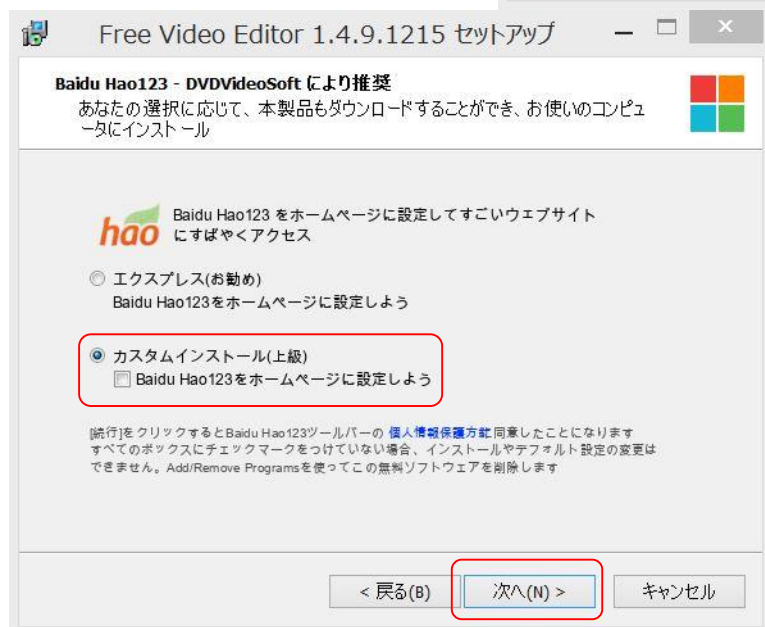 Free Video Editor 1.4.9.1215 セットアップ
Baidu Hao123 - DVDVideoSoft により推奨
あなたの選択に応じて、本製品もダウンロードすることができ、お使いのコンピュ
ータにインストール
hao
Baidu Hao123 をホームページに設定してすごいウェブサイト
にすばやくアクセス
エクスプレス(お勧め)
Baidu Hao123をホームページに設定しよう
カスタムインストール(上級)
Baidu Hao123をホームページに設定しよう
[続行]をクリックするとBaidu Hao123ツールバーの 個人情報保護方針同意したことになります
すべてのボックスにチェックマークをつけていない場合、インストールやデフォルト設定の変更は
できません。Add/Remove Programsを使ってこの無料ソフトウェアを削除します
< 戻る(B)
次へ(N) >
キャンセル